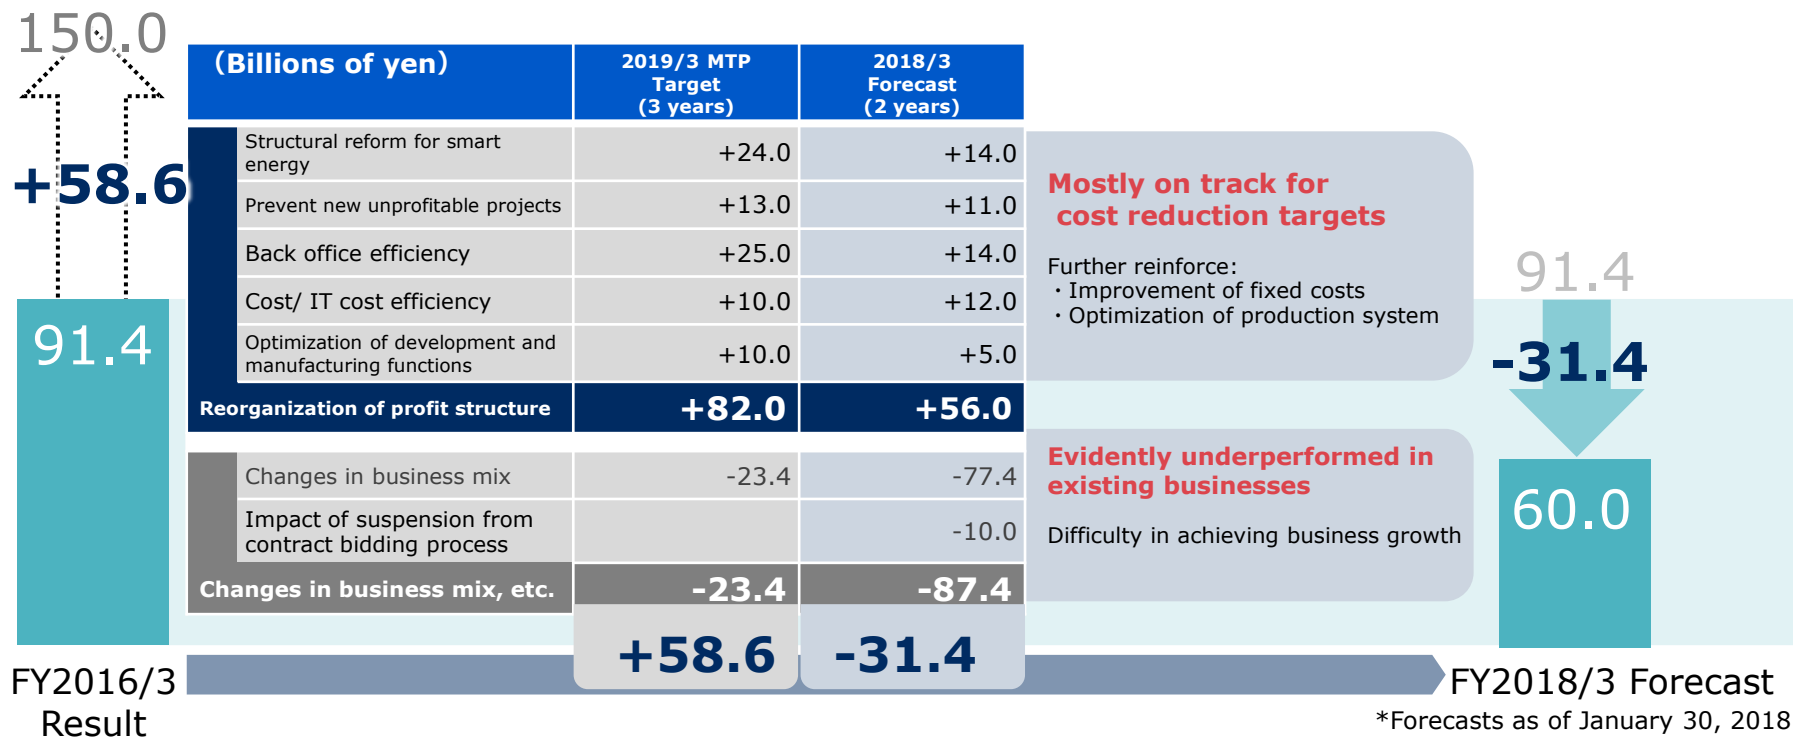 150.0
+58.6
91.4
FY2016/3
Result
（Billions of yen）
2019/3 MTP
Target
(3 years)
2018/3
Forecast
(2 years)
Structural reform for smart
energy
+24.0
+14.0
Prevent new unprofitable projects
+13.0
+11.0
Back office efficiency
+25.0
+14.0
Cost/ IT cost efficiency
+10.0
+12.0
Optimization of development and
manufacturing functions
+10.0
+5.0
Reorganization of profit structure
+82.0
+56.0
Changes in business mix
-23.4
-77.4
Impact of suspension from
contract bidding process
-10.0
Changes in business mix, etc.
-23.4
-87.4
+58.6
-31.4
Mostly on track for
cost reduction targets
Further reinforce:
・Improvement of fixed costs
・Optimization of production system
Evidently underperformed in
existing businesses
Difficulty in achieving business growth
91.4
-31.4
60.0
FY2018/3 Forecast
*Forecasts as of January 30, 2018